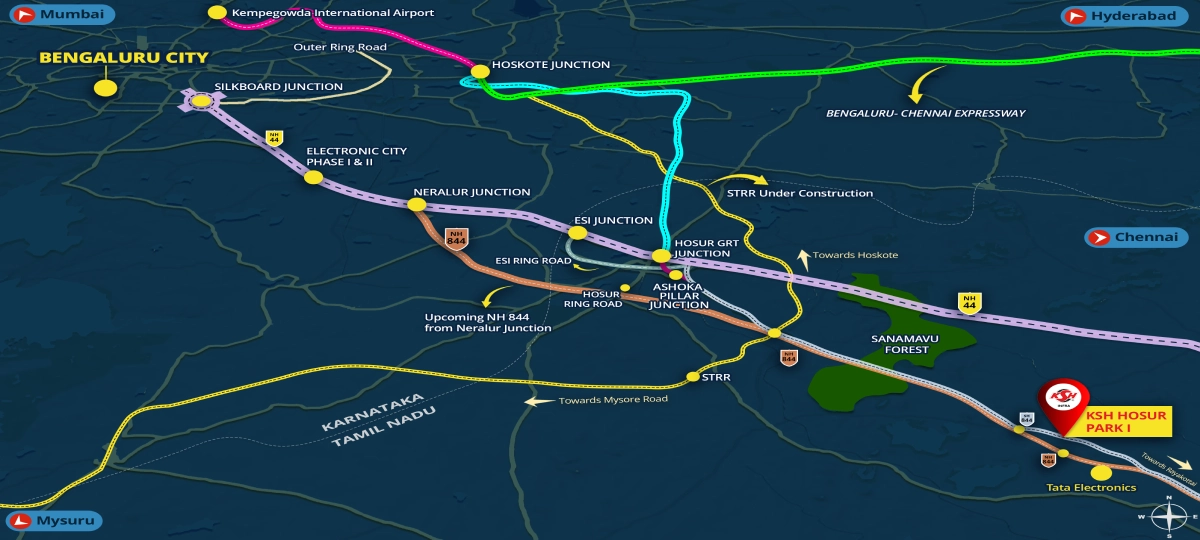 Mumbai
Kempegowda International Airport
Hyderabad
Outer Ring Road
BENGALURU CITY
HOSKOTE JUNCTION
SILKBOARD JUNCTION
BENGALURU- CHENNAI EXPRESSWAY
NH
44
ELECTRONIC CITY
PHASE I & II
NERALUR JUNCTION
STRR Under Construction
ESI JUNCTION
NH
844
HOSUR GRT
JUNCTION
Chennai
ESI RING ROAD
Towards Hoskote
ASHOKA
PILLAR
JUNCTION
HOSUR
RING ROAD
NH
44
Upcoming NH 844
from Neralur Junction
SANAMAVU
FOREST
NH
844
STRR
Towards Mysore Road
KARNATAKA
TAMIL NADU
KSH
INFRA
KSH HOSUR
PARK I
NH
844
NH
844
Towards Rayakottai
Tata Electronics
Mysuru
N
W
E
S